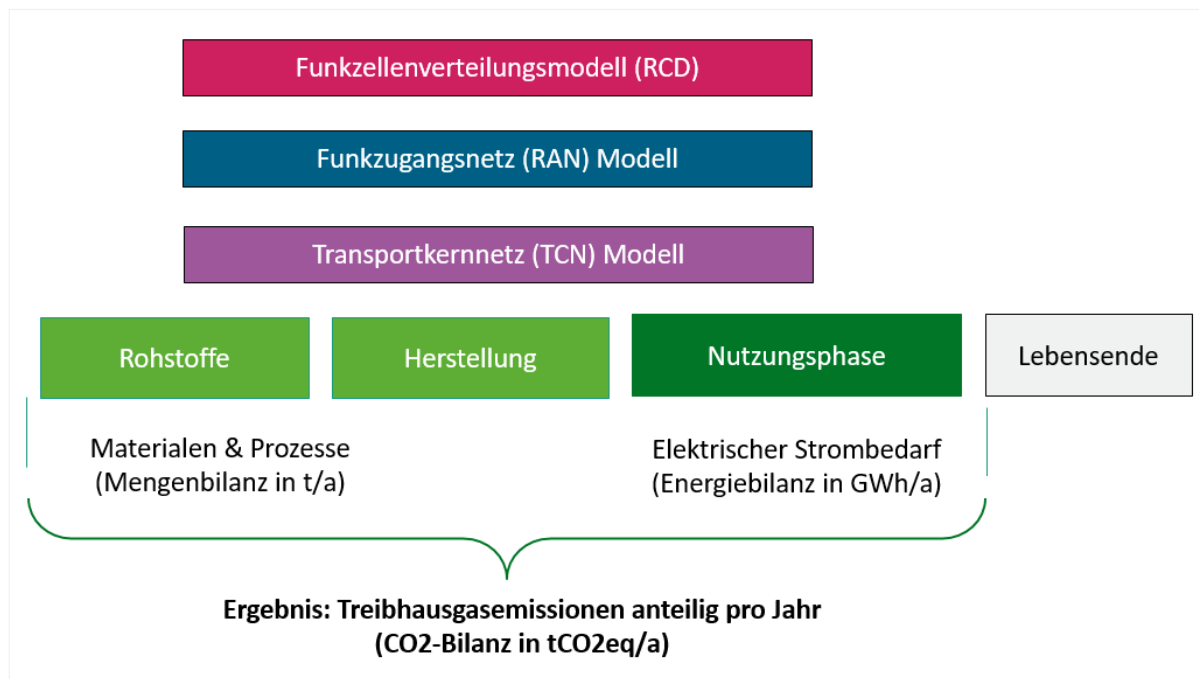 Funkzellenverteilungsmodell (RCD)
Funkzugangsnetz (RAN) Modell
Transportkernnetz (TCN) Modell
Rohstoffe
Herstellung
Nutzungsphase
Lebensende
Materialen & Prozesse
(Mengenbilanz in t/a)
Elektrischer Strombedarf
(Energiebilanz in GWh/a)
Ergebnis: Treibhausgasemissionen anteilig pro Jahr
(CO2-Bilanz in tCO2eq/a)